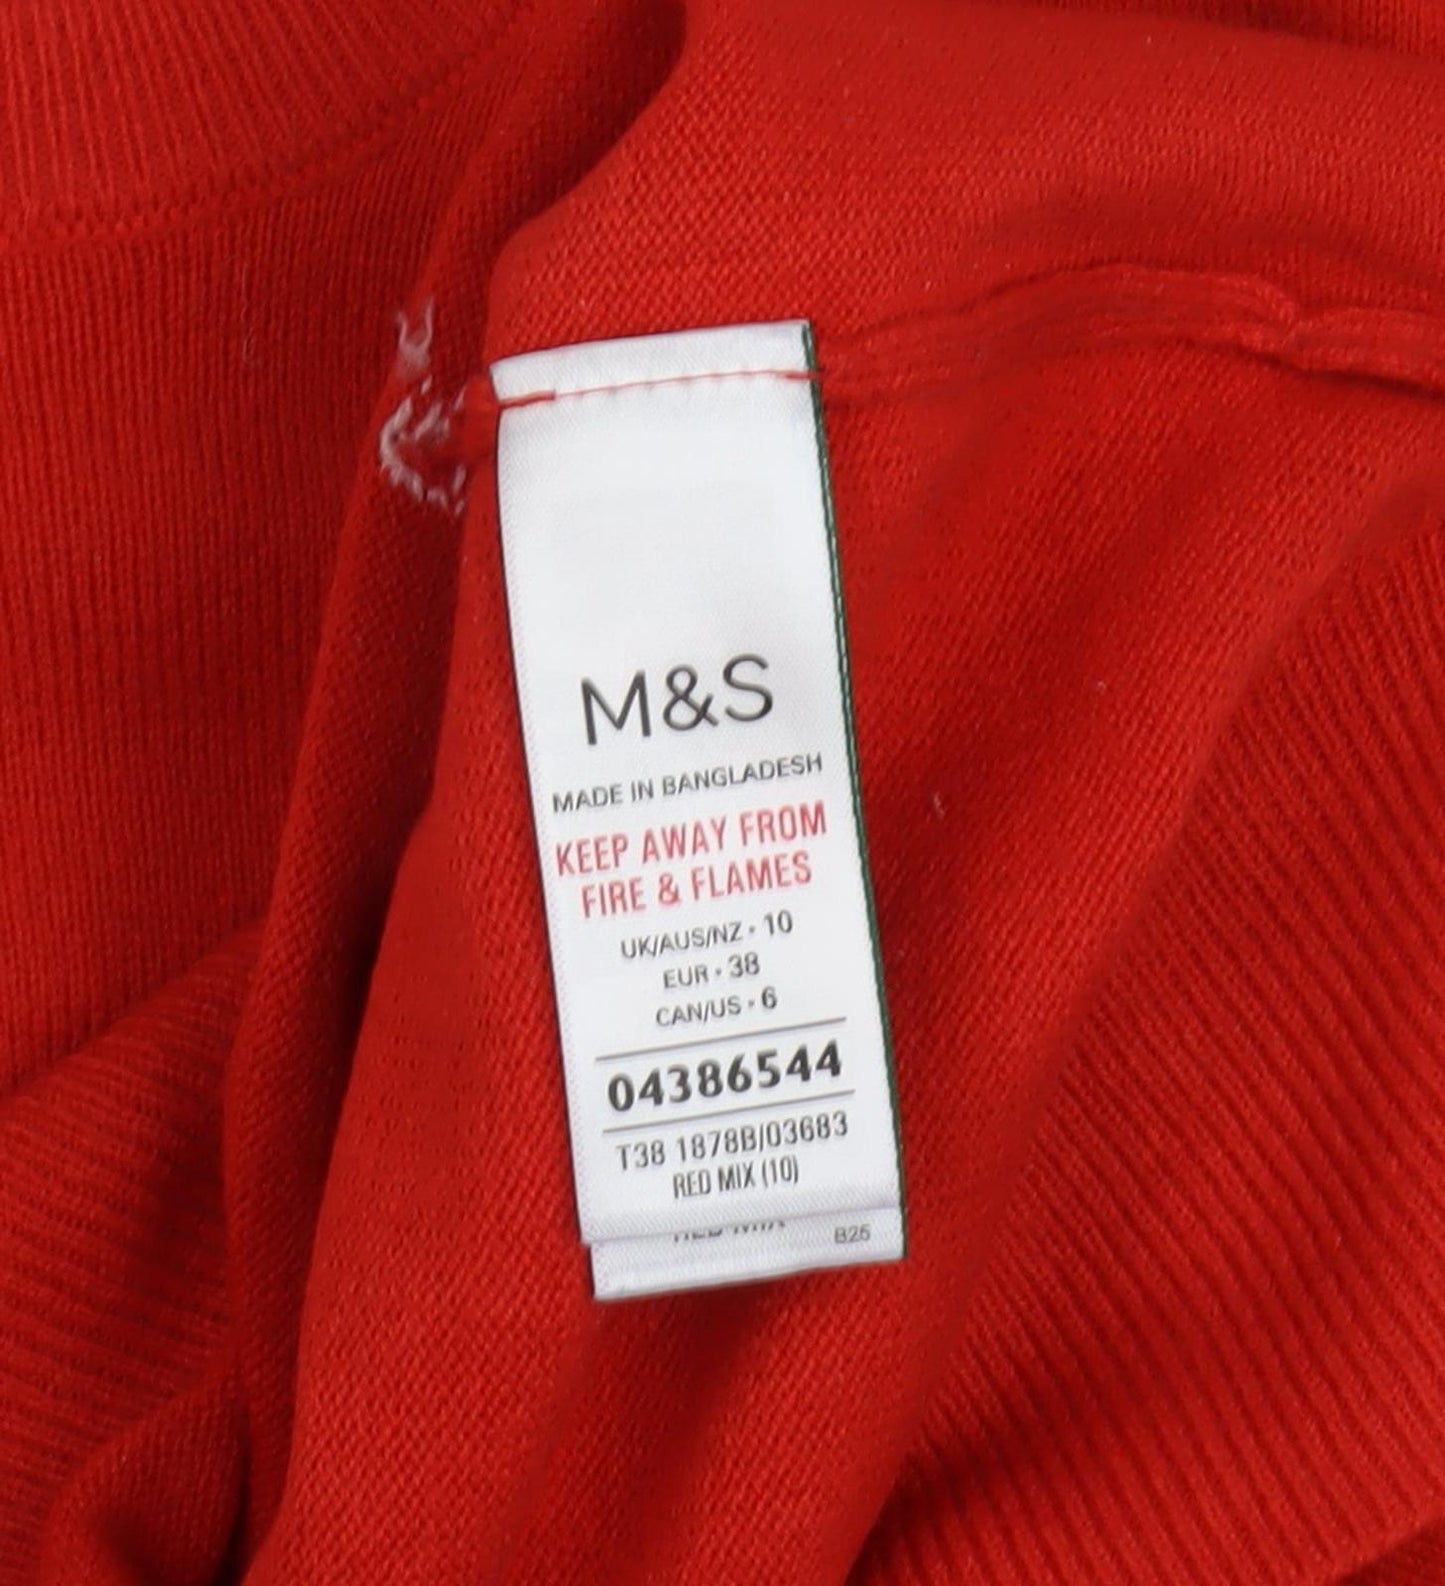 M&S
MADE IN BANGLADESH
KEEP AWAY FROM
FIRE & FLAMES
UK/AUS/NZ • 10
EUR • 38
CAN/US • 6
04386544
T38 1878B/03683
RED MIX (10)
B25